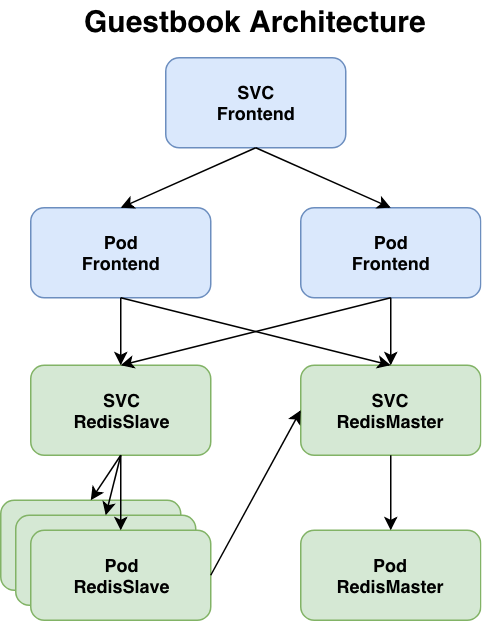 Guestbook Architecture
SVC
Frontend
Pod
Frontend
Pod
Frontend
SVC
RedisSlave
SVC
RedisMaster
Pod
RedisSlave
Pod
RedisMaster